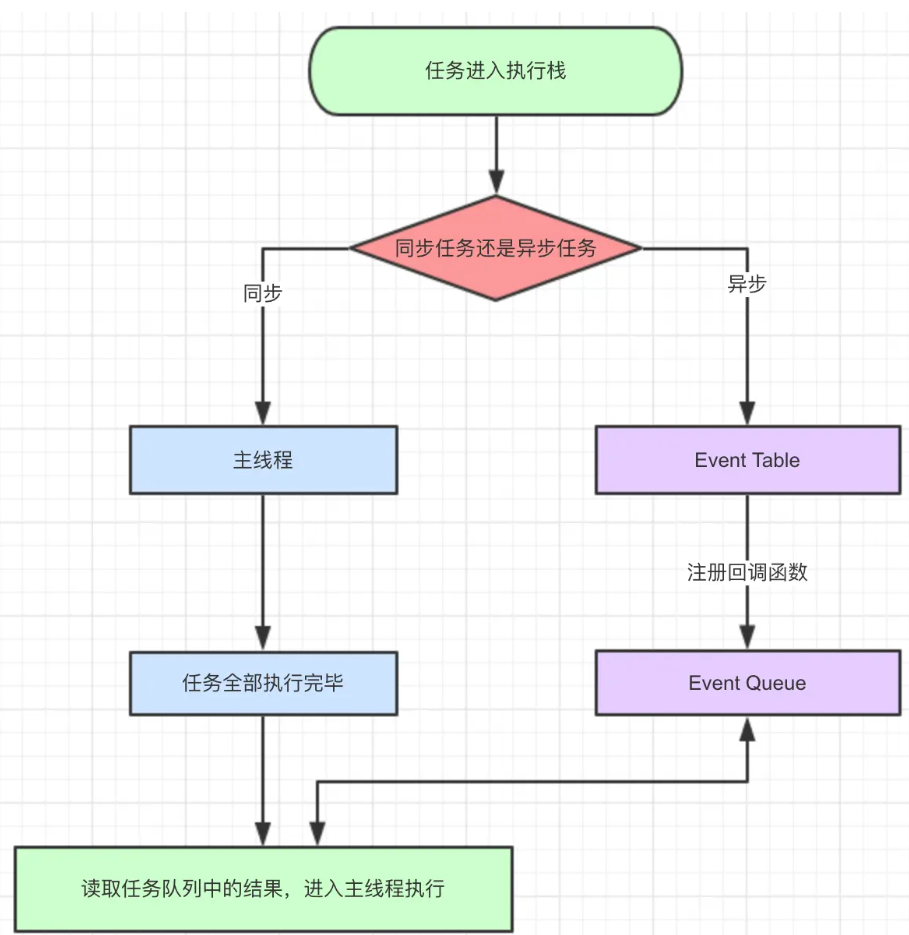 任务进入执行栈
同步任务还是异步任务
同步
异步
主线程
Event Table
注册回调函数
任务全部执行完毕
Event Queue
读取任务队列中的结果，进入主线程执行